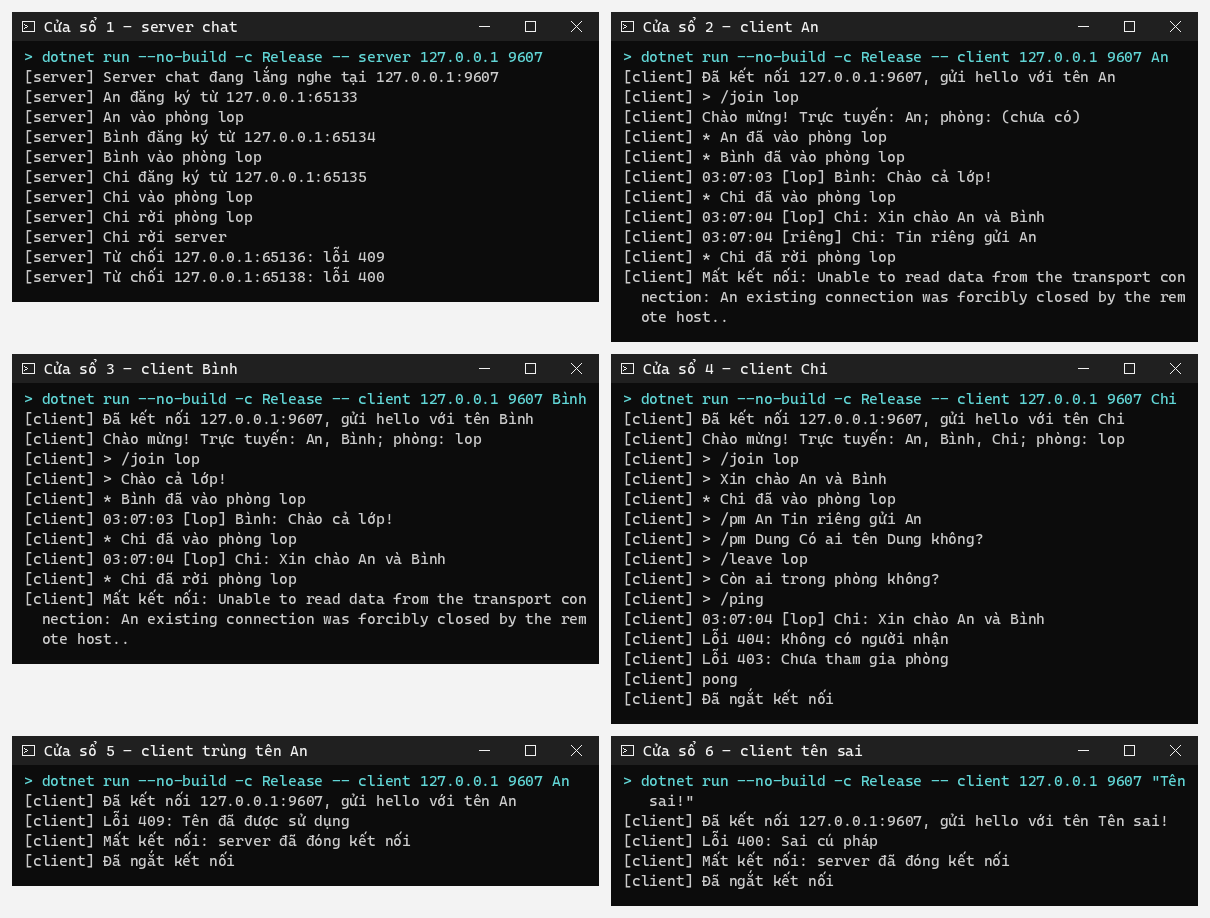 Cửa sổ 1 — server chat
> dotnet run --no-build -c Release -- server 127.0.0.1 9607
[server] Server chat đang lắng nghe tại 127.0.0.1:9607
[server] An đăng ký từ 127.0.0.1:65133
[server] An vào phòng lop
[server] Bình đăng ký từ 127.0.0.1:65134
[server] Bình vào phòng lop
[server] Chi đăng ký từ 127.0.0.1:65135
[server] Chi vào phòng lop
[server] Chi rời phòng lop
[server] Chi rời server
[server] Từ chối 127.0.0.1:65136: lỗi 409
[server] Từ chối 127.0.0.1:65138: lỗi 400
Cửa sổ 2 — client An
> dotnet run --no-build -c Release -- client 127.0.0.1 9607 An
[client] Đã kết nối 127.0.0.1:9607, gửi hello với tên An
[client] > /join lop
[client] Chào mừng! Trực tuyến: An; phòng: (chưa có)
[client] * An đã vào phòng lop
[client] * Bình đã vào phòng lop
[client] 03:07:03 [lop] Bình: Chào cả lớp!
[client] * Chi đã vào phòng lop
[client] 03:07:04 [lop] Chi: Xin chào An và Bình
[client] 03:07:04 [riêng] Chi: Tin riêng gửi An
[client] * Chi đã rời phòng lop
[client] Mất kết nối: Unable to read data from the transport con
nection: An existing connection was forcibly closed by the rem
ote host..
Cửa sổ 3 — client Bình
> dotnet run --no-build -c Release -- client 127.0.0.1 9607 Bình
[client] Đã kết nối 127.0.0.1:9607, gửi hello với tên Bình
[client] Chào mừng! Trực tuyến: An, Bình; phòng: lop
[client] > /join lop
[client] > Chào cả lớp!
[client] * Bình đã vào phòng lop
[client] 03:07:03 [lop] Bình: Chào cả lớp!
[client] * Chi đã vào phòng lop
[client] 03:07:04 [lop] Chi: Xin chào An và Bình
[client] * Chi đã rời phòng lop
[client] Mất kết nối: Unable to read data from the transport con
nection: An existing connection was forcibly closed by the rem
ote host..
Cửa sổ 4 — client Chi
> dotnet run --no-build -c Release -- client 127.0.0.1 9607 Chi
[client] Đã kết nối 127.0.0.1:9607, gửi hello với tên Chi
[client] Chào mừng! Trực tuyến: An, Bình, Chi; phòng: lop
[client] > /join lop
[client] > Xin chào An và Bình
[client] * Chi đã vào phòng lop
[client] > /pm An Tin riêng gửi An
[client] > /pm Dung Có ai tên Dung không?
[client] > /leave lop
[client] > Còn ai trong phòng không?
[client] > /ping
[client] 03:07:04 [lop] Chi: Xin chào An và Bình
[client] Lỗi 404: Không có người nhận
[client] Lỗi 403: Chưa tham gia phòng
[client] pong
[client] Đã ngắt kết nối
Cửa sổ 5 — client trùng tên An
> dotnet run --no-build -c Release -- client 127.0.0.1 9607 An
[client] Đã kết nối 127.0.0.1:9607, gửi hello với tên An
[client] Lỗi 409: Tên đã được sử dụng
[client] Mất kết nối: server đã đóng kết nối
[client] Đã ngắt kết nối
Cửa sổ 6 — client tên sai
> dotnet run --no-build -c Release -- client 127.0.0.1 9607 "Tên
sai!"
[client] Đã kết nối 127.0.0.1:9607, gửi hello với tên Tên sai!
[client] Lỗi 400: Sai cú pháp
[client] Mất kết nối: server đã đóng kết nối
[client] Đã ngắt kết nối